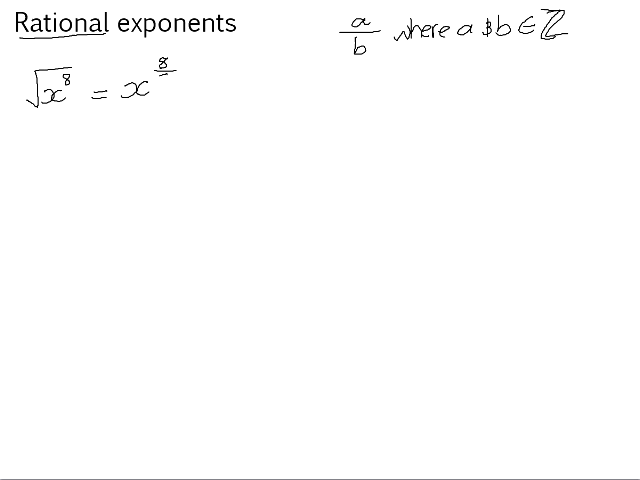 Rational exponents
a/b where a & b ∈ ℤ
√x⁸ = x^8/